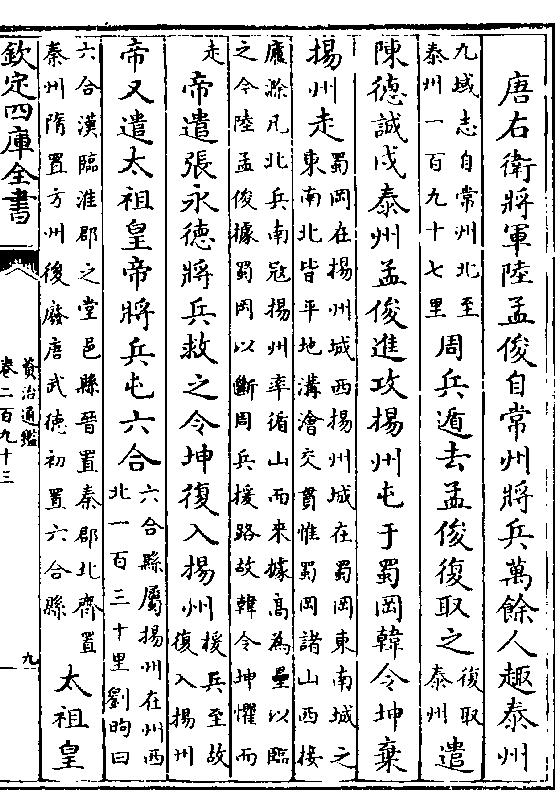 唐右衛將軍陸孟俊自常州將兵萬餘人趣泰州
九域志自常州北至
泰州一百九十七里
周兵遁去孟俊復取之
復取
泰州
遣
陳德誠戍泰州孟俊進攻揚州屯于蜀岡韓令坤棄
揚州走
蜀岡在揚州城西揚州城在蜀岡東南城之
東南北皆平地溝澮交貫惟蜀岡諸山西接
廬滁凡北兵南寇揚州率循山而來據高為壘以臨
之今陸孟俊據蜀岡以斷周兵援路故韓令坤懼而
走
帝遣張永德將兵救之令坤復入揚州
援兵至故
復入揚州
帝又遣太祖皇帝將兵屯六合
六合縣屬揚州在州西
北一百三十里劉昫曰
六合漢臨淮郡之堂邑縣晉置秦郡北齊置
秦州隋置方州後廢唐武德初置六合縣
太祖皇
欽定四庫全書
資治通鑑
卷二百九十三
九